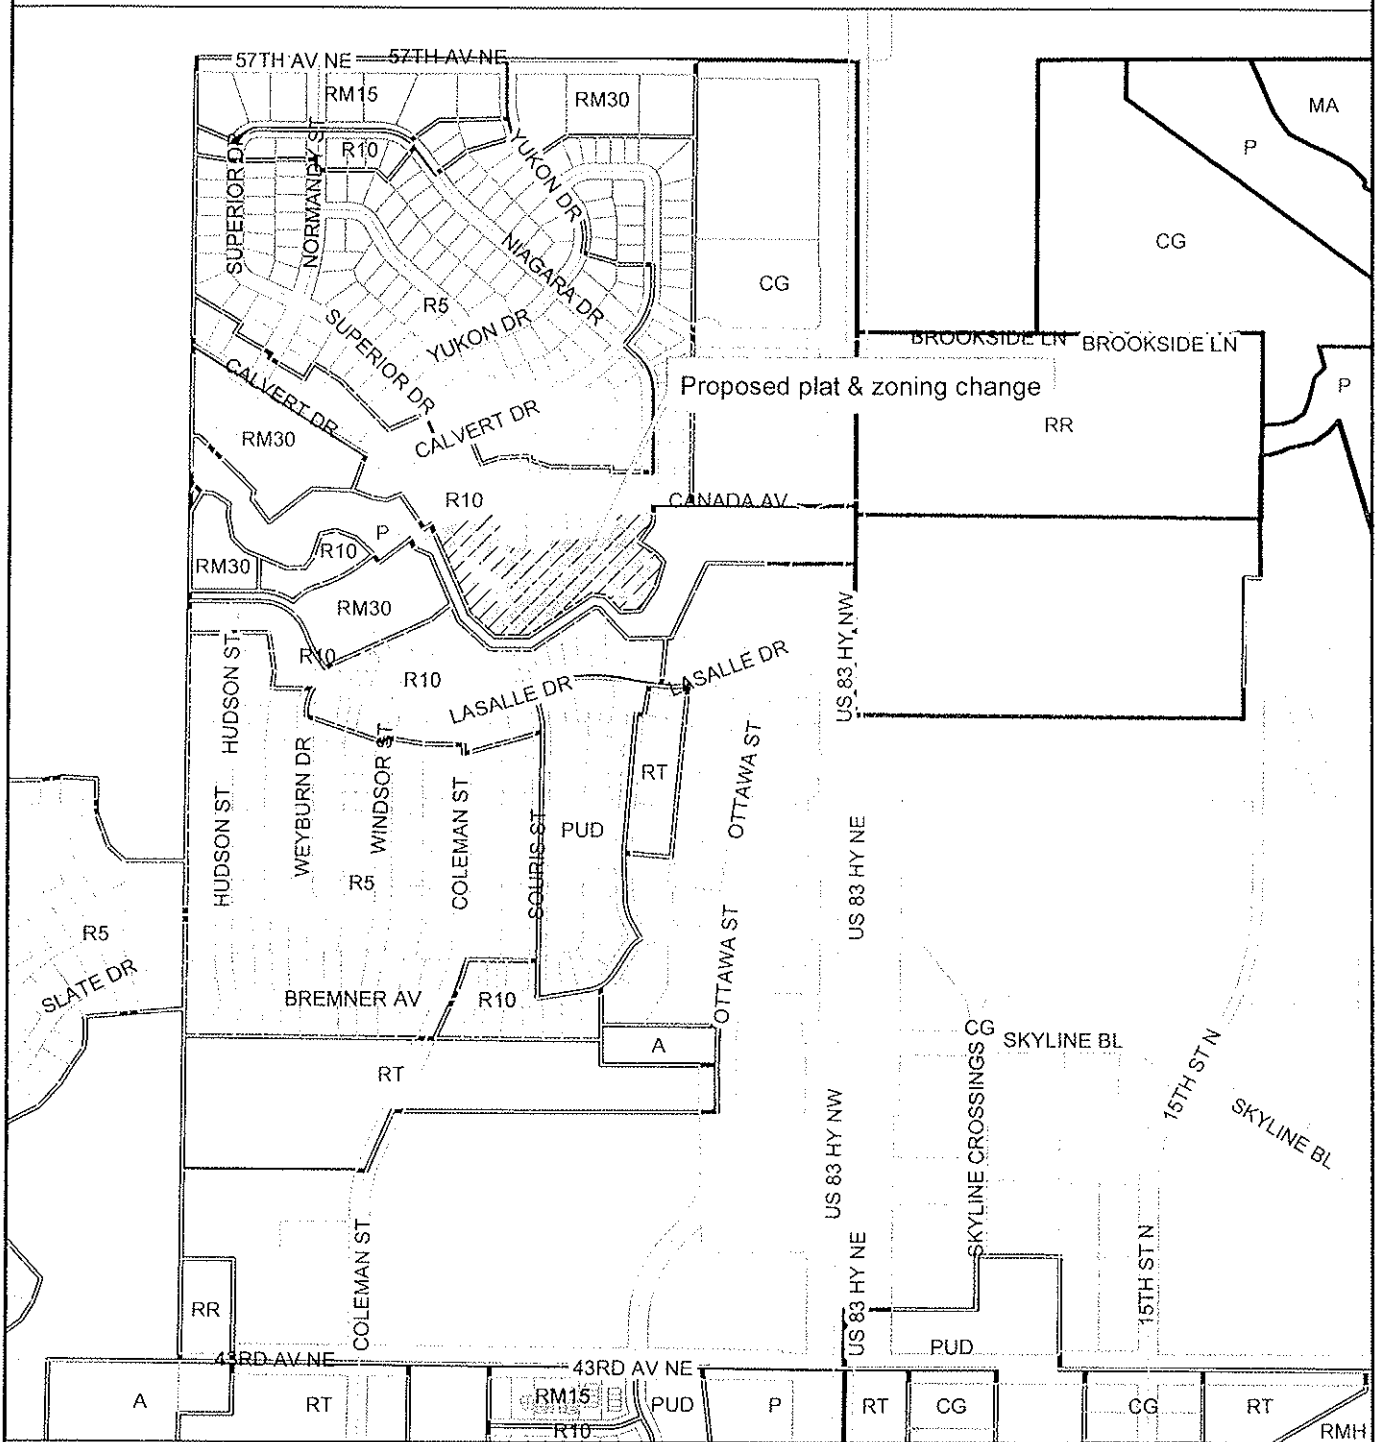 57TH AV NE
57TH AV NE
RM15
RM30
MA
P
R10
SUPERIOR DR
NORMANDY ST
YUKON DR
NIAGARA DR
CG
CG
R5
SUPERIOR DR
YUKON DR
BROOKSIDE LN
BROOKSIDE LN
CALVERT DR
Proposed plat & zoning change
P
RR
CALVERT DR
RM30
R10
CANADA AV
P
R10
RM30
RM30
US 83 HY NW
HUDSON ST
R10
R10
LASALLE DR
LASALLE DR
WEYBURN DR
WINDSOR ST
RT
OTTAWA ST
HUDSON ST
COLEMAN ST
SOURIS ST
PUD
US 83 HY NE
R5
R5
SLATE DR
OTTAWA ST
BREMNER AV
R10
CG
SKYLINE BL
A
RT
SKYLINE CROSSINGS
15TH ST N
SKYLINE BL
US 83 HY NW
COLEMAN ST
US 83 HY NE
15TH ST N
RR
PUD
43RD AV NE
43RD AV NE
A
RT
RM15
R10
PUD
P
RT
CG
CG
RT
RMH